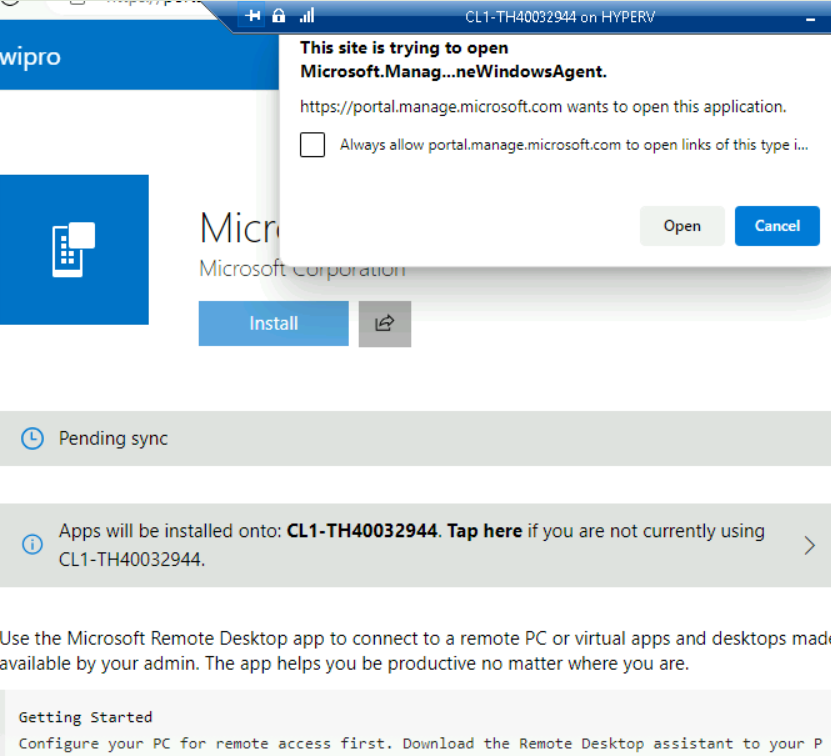 CL1-TH40032944 on HYPERV
wipro
This site is trying to open
Microsoft.Manag...neWindowsAgent.
https://portal.manage.microsoft.com wants to open this application.
Always allow portal.manage.microsoft.com to open links of this type i...
Open Cancel
Microsoft Corporation
Install
Pending sync
Apps will be installed onto: CL1-TH40032944. Tap here if you are not currently using
CL1-TH40032944.
Use the Microsoft Remote Desktop app to connect to a remote PC or virtual apps and desktops made
available by your admin. The app helps you be productive no matter where you are.
Getting Started
Configure your PC for remote access first. Download the Remote Desktop assistant to your P